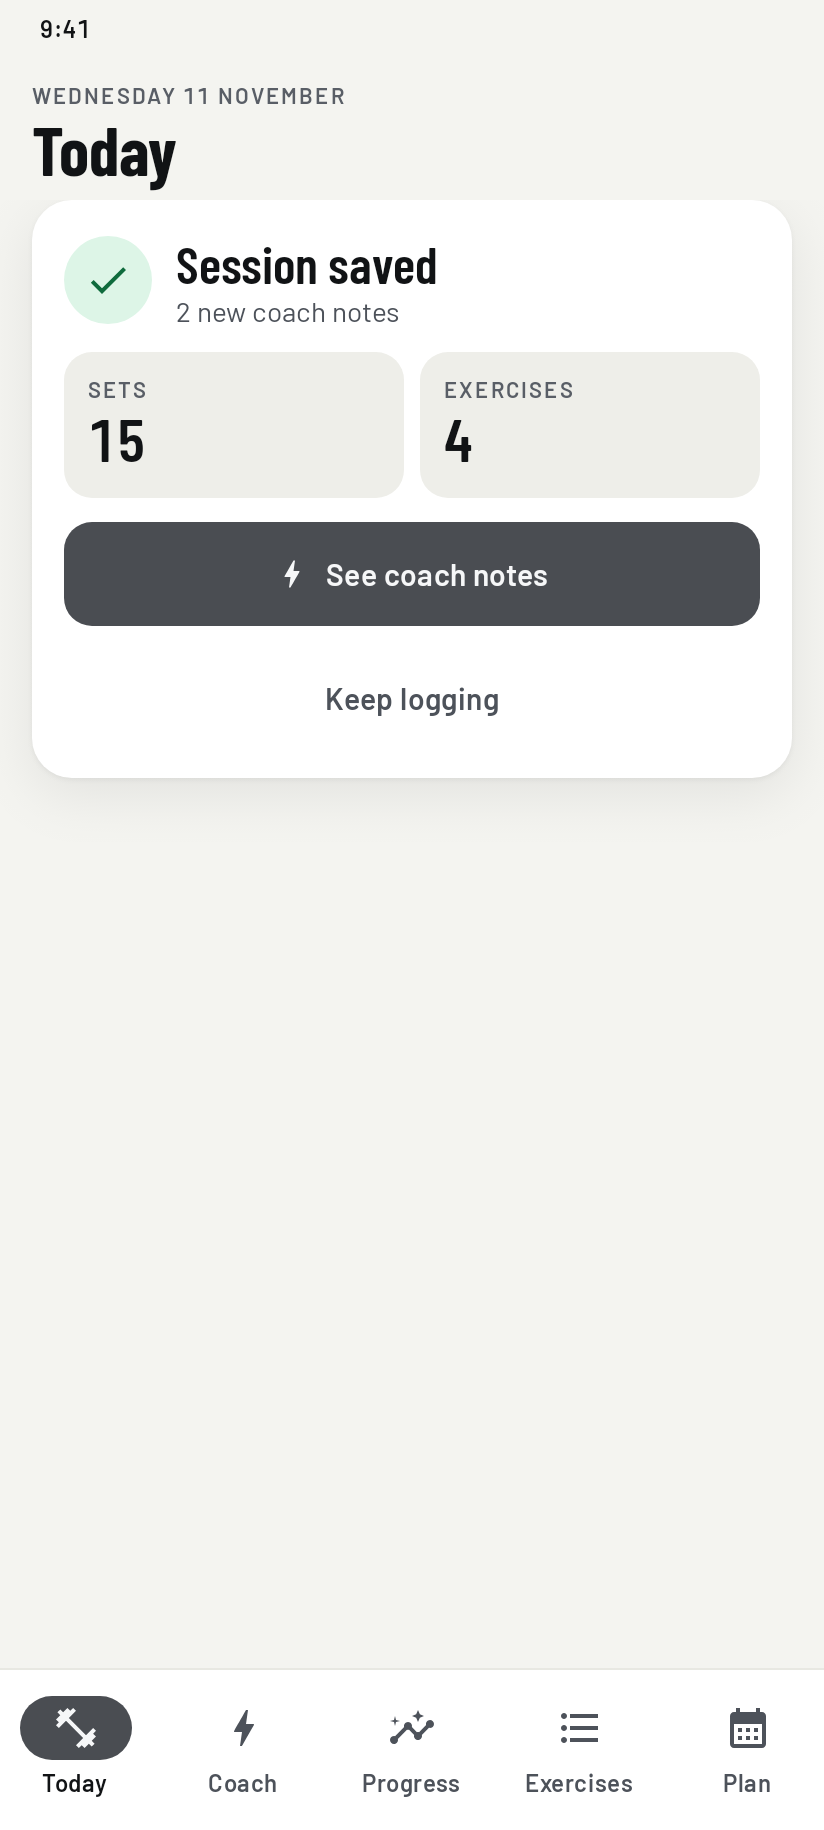 9:41
WEDNESDAY 11 NOVEMBER
Today
Session saved
2 new coach notes
SETS
15
EXERCISES
4
See coach notes
Keep logging
Today
Coach
Progress
Exercises
Plan